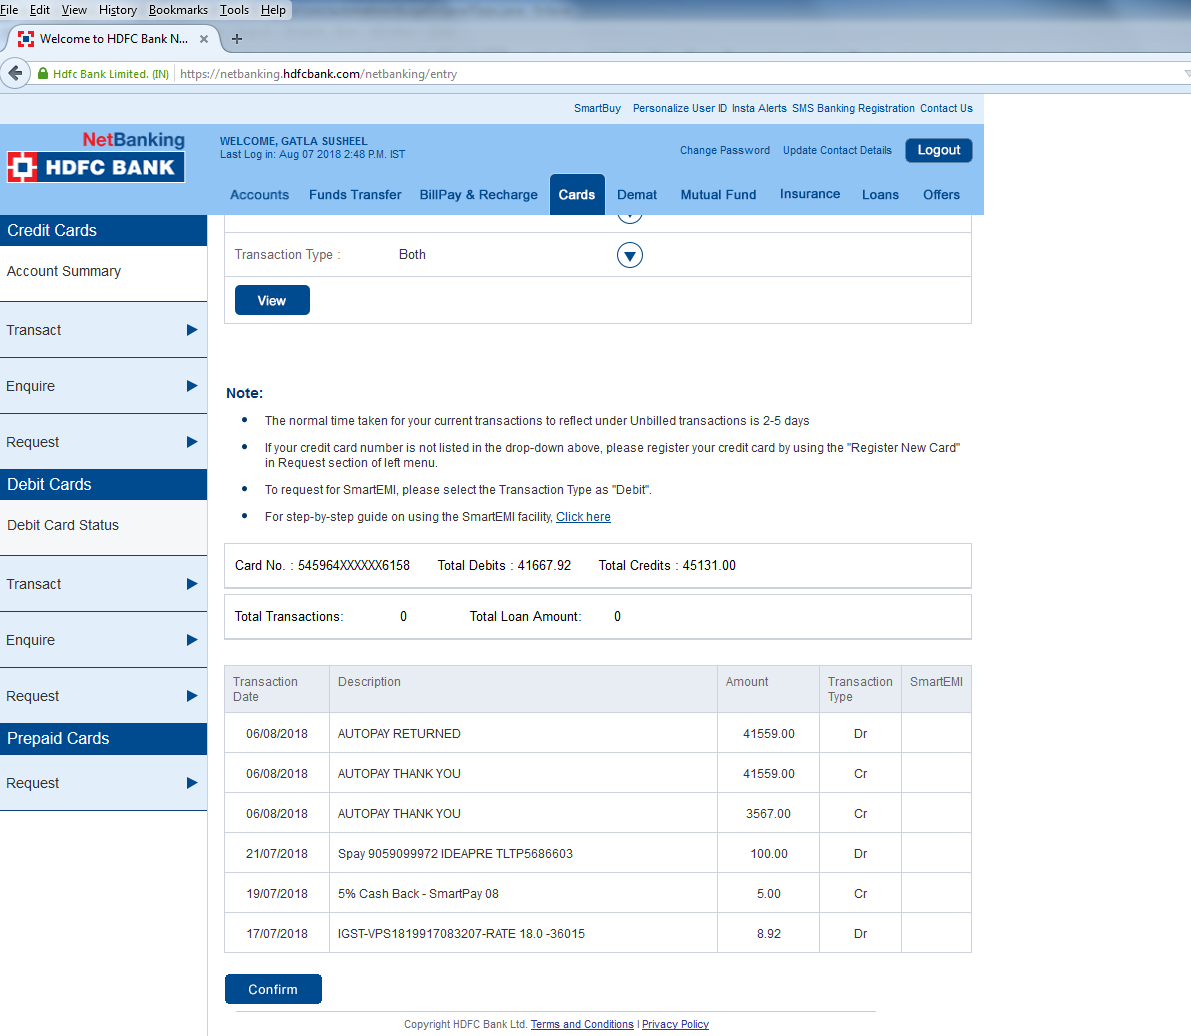 File Edit View History Bookmarks Tools Help
Welcome to HDFC Bank N... × +
Hdfc Bank Limited. (IN) https://netbanking.hdfcbank.com/netbanking/entry
SmartBuy Personalize User ID Insta Alerts SMS Banking Registration Contact Us
NetBanking
HDFC BANK
WELCOME, GATLA SUSHEEL
Last Log in: Aug 07 2018 2:48 P.M. IST
Change Password Update Contact Details Logout
Accounts Funds Transfer BillPay & Recharge Cards Demat Mutual Fund Insurance Loans Offers
Credit Cards
Account Summary
Transact
Enquire
Request
Debit Cards
Debit Card Status
Transact
Enquire
Request
Prepaid Cards
Request
Transaction Type : Both
View
Note:
• The normal time taken for your current transactions to reflect under Unbilled transactions is 2-5 days
• If your credit card number is not listed in the drop-down above, please register your credit card by using the "Register New Card"
in Request section of left menu.
• To request for SmartEMI, please select the Transaction Type as "Debit".
• For step-by-step guide on using the SmartEMI facility, Click here
Card No. : 545964XXXXXX6158 Total Debits : 41667.92 Total Credits : 45131.00
Total Transactions: 0 Total Loan Amount: 0
Transaction Date Description Amount Transaction Type SmartEMI
06/08/2018 AUTOPAY RETURNED 41559.00 Dr
06/08/2018 AUTOPAY THANK YOU 41559.00 Cr
06/08/2018 AUTOPAY THANK YOU 3567.00 Cr
21/07/2018 Spay 9059099972 IDEAPRE TLTP5686603 100.00 Dr
19/07/2018 5% Cash Back - SmartPay 08 5.00 Cr
17/07/2018 IGST-VPS1819917083207-RATE 18.0 -36015 8.92 Dr
Confirm
Copyright HDFC Bank Ltd. Terms and Conditions | Privacy Policy